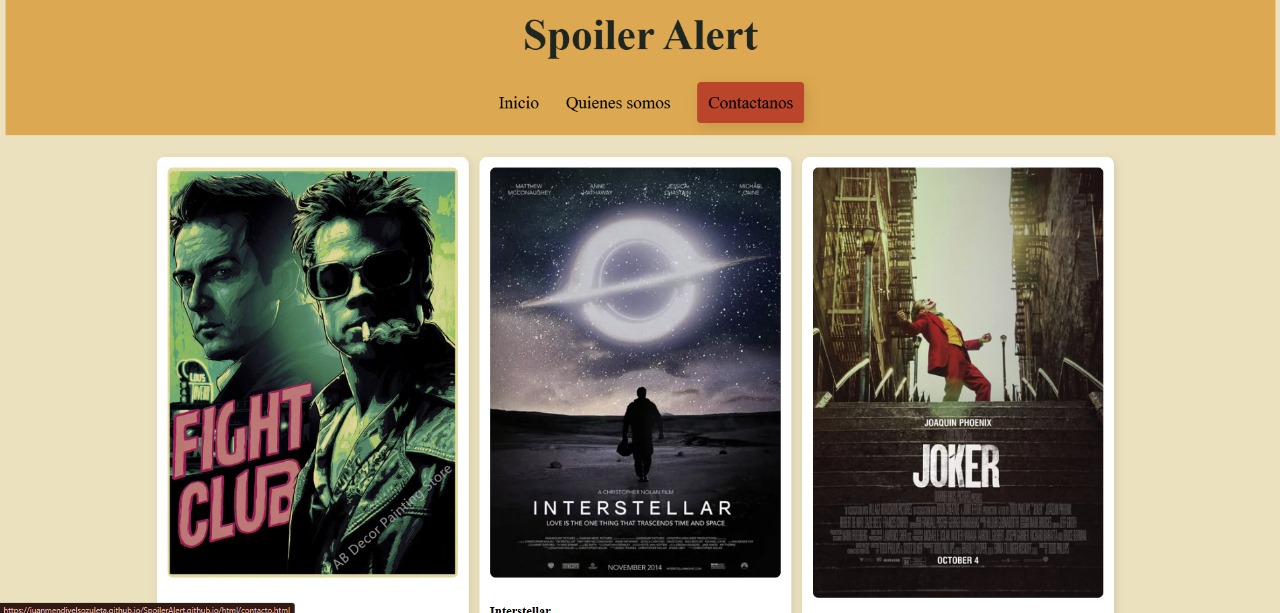 Spoiler Alert
Inicio
Quienes somos
Contactanos
LOU'S
FIGHT
CLUB
AB Decor Painting Store
MATTHEW
MCCONAUGHEY
ANNE
HATHAWAY
JESSICA
CHASTAIN
MICHAEL
CAINE
A CHRISTOPHER NOLAN FILM
INTERSTELLAR
LOVE IS THE ONE THING THAT TRASCENDS TIME AND SPACE
NOVEMBER 2014
JOAQUIN PHOENIX
JOKER
OCTOBER 4
Interstellar
https://juanmendivelsozuleta.github.io/SpoilerAlert.github.io/html/contacto.html